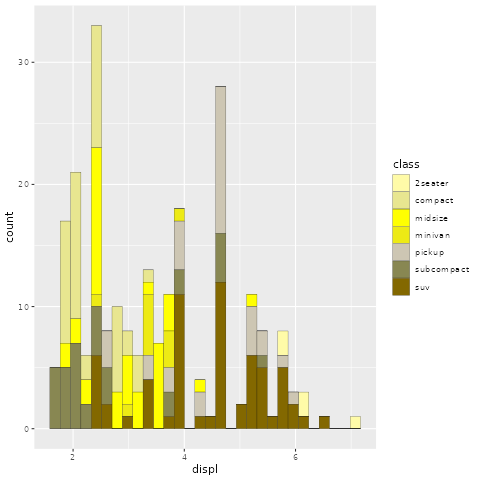 30
20
10
0
2
4
6
displ
count
class
2seater
compact
midsize
minivan
pickup
subcompact
suv